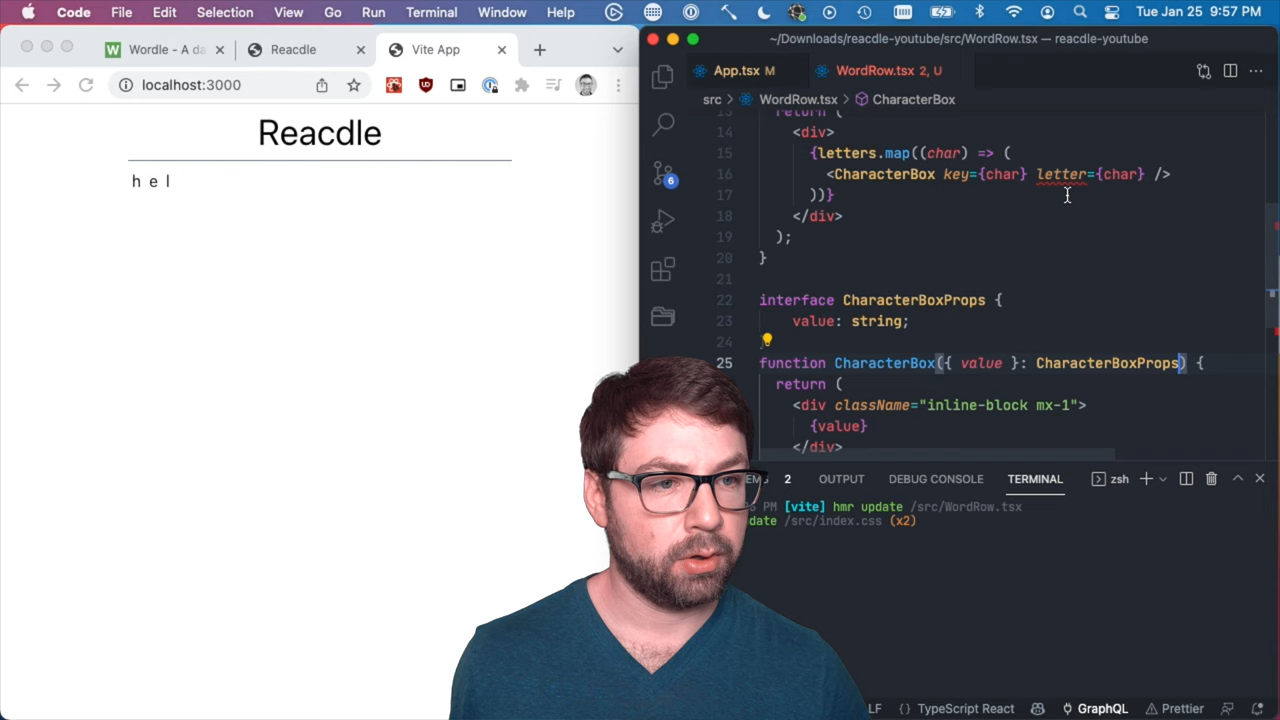 Code File Edit Selection View Go Run Terminal Window Help Tue Jan 25 9:57 PM
Wordle - A da
Reacdle
Vite App
localhost:3000
Reacdle
h e l
~/Downloads/reacdle-youtube/src/WordRow.tsx — reacdle-youtube
App.tsx M
WordRow.tsx 2, U
src > WordRow.tsx > CharacterBox
13 return (
14 <div>
15 {letters.map((char) => (
16 <CharacterBox key={char} letter={char} />
17 ))}
18 </div>
19 );
20 }
21
22 interface CharacterBoxProps {
23 value: string;
24 }
25 function CharacterBox({ value }: CharacterBoxProps) {
return (
<div className="inline-block mx-1">
{value}
</div>
6
2 OUTPUT DEBUG CONSOLE TERMINAL zsh
PM [vite] hmr update /src/WordRow.tsx
date /src/index.css (x2)
LF {} TypeScript React GraphQL Prettier